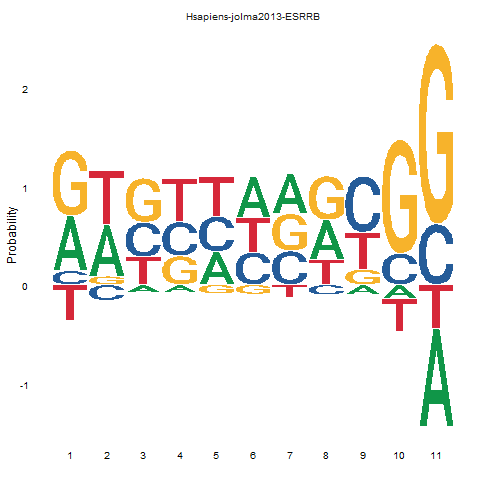 Hsapiens-jolma2013-ESRRB
Probability
2
1
0
-1
G T G T T A A G C G G
A A C C C T G A T C C
C G T G A C C T G A T
T C A A G G T C A T A
1 2 3 4 5 6 7 8 9 10 11